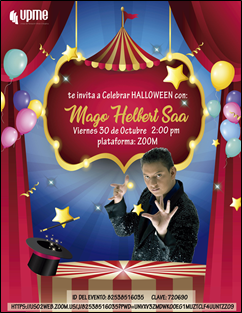 upme
te invita a Celebrar HALLOWEEN con:
Mago Helbert Saa
Viernes 30 de Octubre 2:00 pm
plataforma: ZOOM
ID DEL EVENTO: 82538516035 CLAVE: 720690